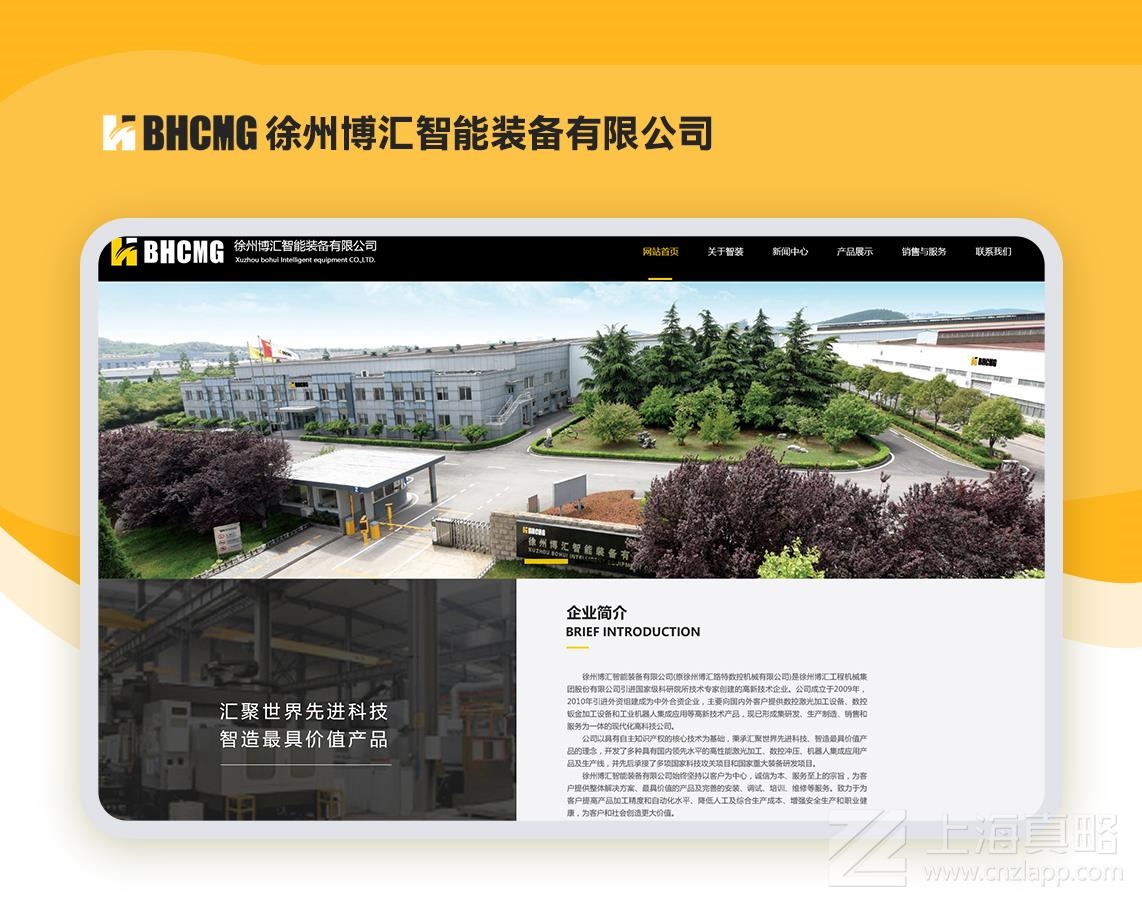 BHCMG 徐州博汇智能装备有限公司
BHCMG 徐州博汇智能装备有限公司
Xuzhou bohui Intelligent equipment CO.,LTD.
网站首页 关于智装 新闻中心 产品展示 销售与服务 联系我们
BHCMG
BHCMG
BHCMG
徐州博汇智能装备有
XUZHOU BOHUI INTELLIGENT
汇聚世界先进科技
智造最具价值产品
企业简介
BRIEF INTRODUCTION
徐州博汇智能装备有限公司(原徐州博汇路特数控机械有限公司)是徐州博汇工程机械集
团股份有限公司引进国家级科研院所技术专家创建的高新技术企业。公司成立于2009年，
2010年引进外资组建成为中外合资企业，主要向国内外客户提供数控激光加工设备、数控
钣金加工设备和工业机器人集成应用等高新技术产品，现已形成集研发、生产制造、销售和
服务为一体的现代化高科技公司。
公司以具有自主知识产权的核心技术为基础，秉承汇聚世界先进科技、智造最具价值产
品的理念，开发了多种具有国内领先水平的高性能激光加工、数控冲压、机器人集成应用产
品及生产线，并先后承接了多项国家科技攻关项目和国家重大装备研发项目。
徐州博汇智能装备有限公司始终坚持以客户为中心，诚信为本、服务至上的宗旨，为客
户提供整体解决方案、最具价值的产品及完善的安装、调试、培训、维修等服务。致力于为
客户提高产品加工精度和自动化水平、降低人工及综合生产成本、增强安全生产和职业健
康，为客户和社会创造更大价值。
上海真略
www.cnzlapp.com